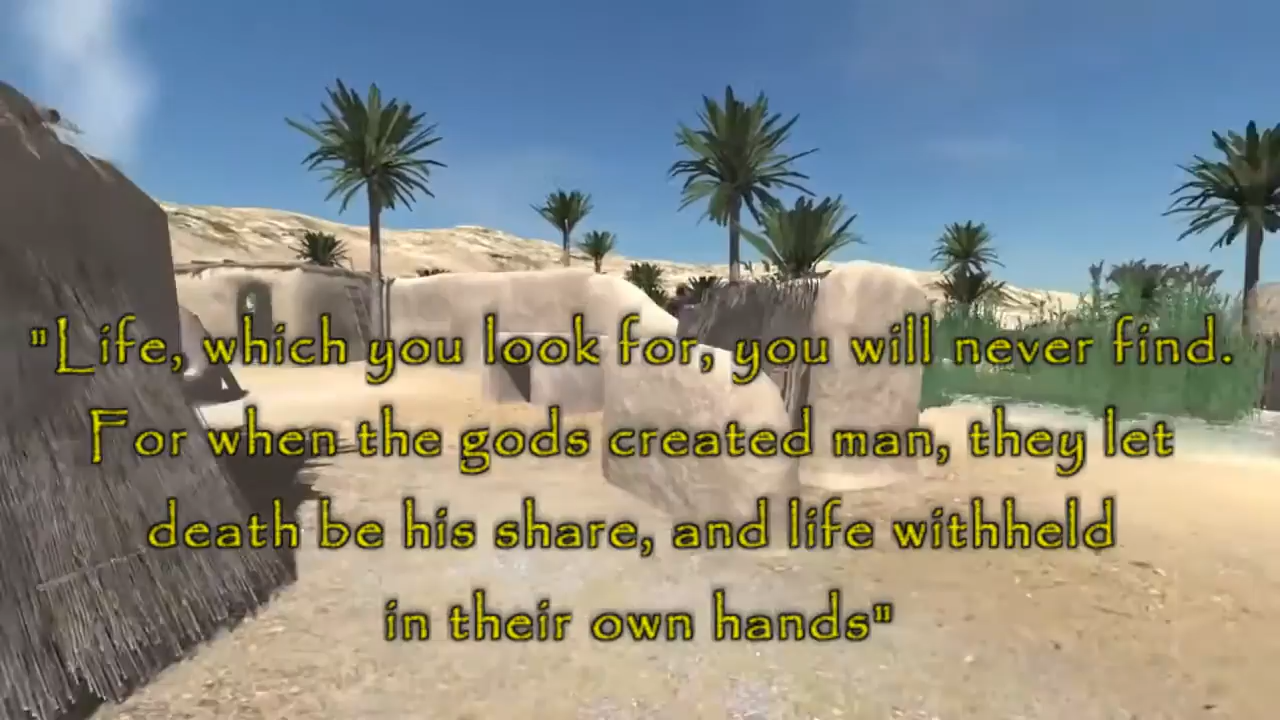 "Life, which you look for, you will never find.
For when the gods created man, they let
death be his share, and life withheld
in their own hands"